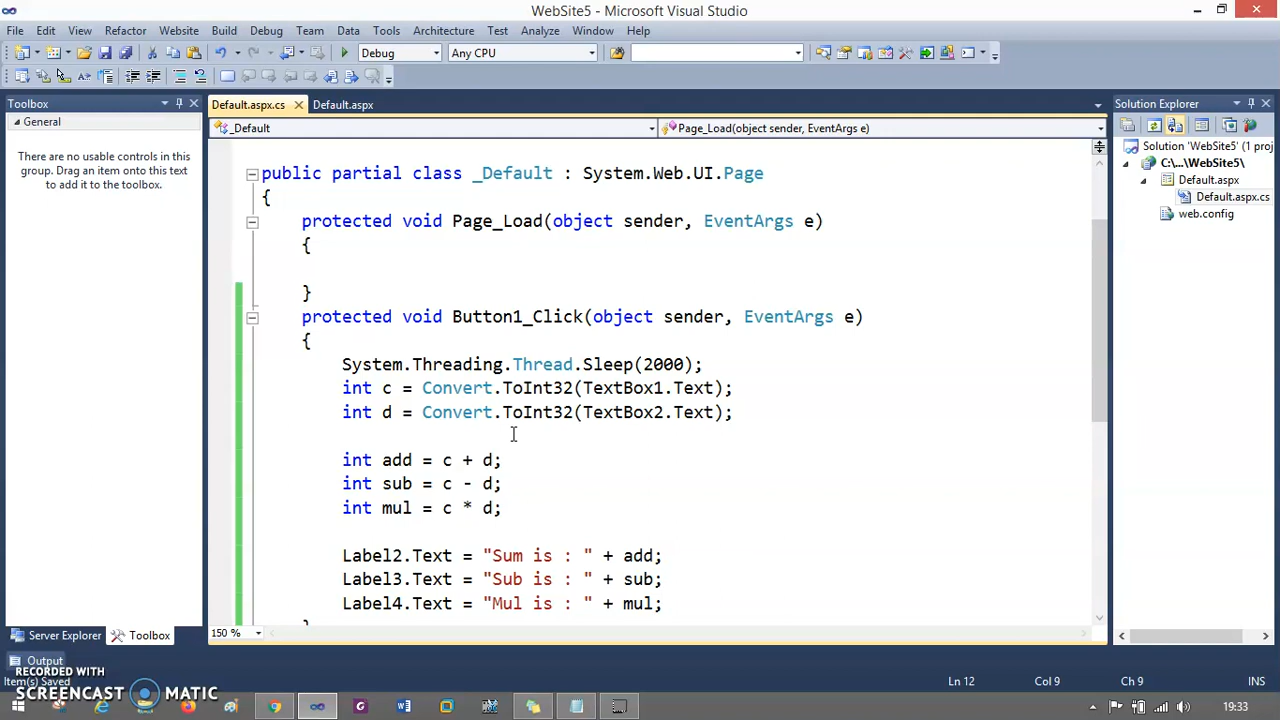 WebSite5 - Microsoft Visual Studio
File Edit View Refactor Website Build Debug Team Data Tools Architecture Test Analyze Window Help
Debug Any CPU
Toolbox
General
There are no usable controls in this
group. Drag an item onto this text
to add it to the toolbox.
Server Explorer Toolbox
Default.aspx.cs Default.aspx
_Default Page_Load(object sender, EventArgs e)
public partial class _Default : System.Web.UI.Page
{
protected void Page_Load(object sender, EventArgs e)
{
}
protected void Button1_Click(object sender, EventArgs e)
{
System.Threading.Thread.Sleep(2000);
int c = Convert.ToInt32(TextBox1.Text);
int d = Convert.ToInt32(TextBox2.Text);
int add = c + d;
int sub = c - d;
int mul = c * d;
Label2.Text = "Sum is : " + add;
Label3.Text = "Sub is : " + sub;
Label4.Text = "Mul is : " + mul;
}
150 %
Solution Explorer
Solution 'WebSite5' (1 proj
C:\...\WebSite5\
Default.aspx
Default.aspx.cs
web.config
Output
Item(s) Saved
Ln 12 Col 9 Ch 9 INS
RECORDED WITH
SCREENCAST MATIC
19:33